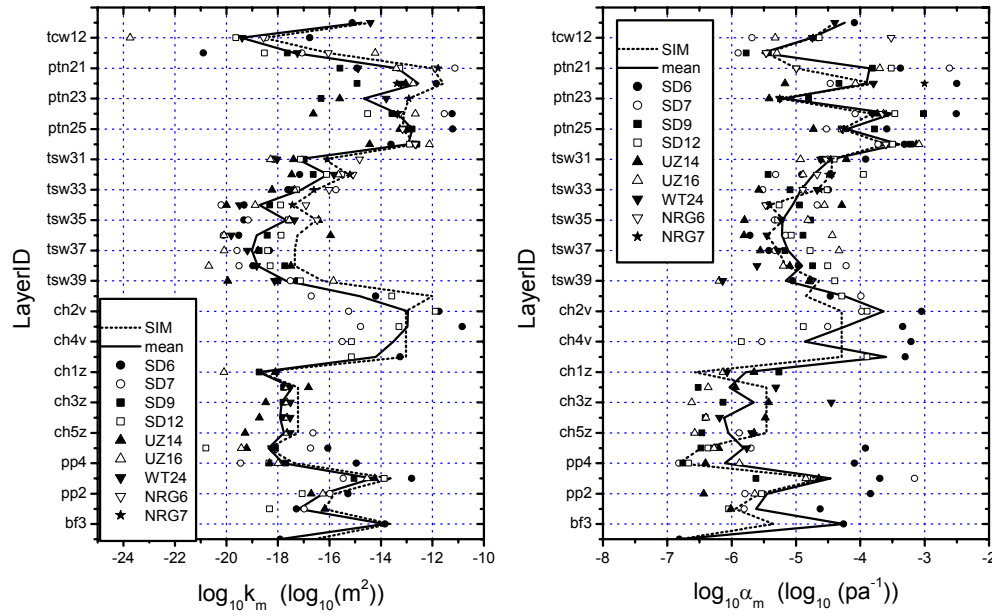 LayerID
tcw12
ptn21
ptn23
ptn25
tsw31
tsw33
tsw35
tsw37
tsw39
ch2v
ch4v
ch1z
ch3z
ch5z
pp4
pp2
bf3
SIM
mean
SD6
SD7
SD9
SD12
UZ14
UZ16
WT24
NRG6
NRG7
-24 -22 -20 -18 -16 -14 -12 -10
log10km (log10(m2))
LayerID
tcw12
ptn21
ptn23
ptn25
tsw31
tsw33
tsw35
tsw37
tsw39
ch2v
ch4v
ch1z
ch3z
ch5z
pp4
pp2
bf3
SIM
mean
SD6
SD7
SD9
SD12
UZ14
UZ16
WT24
NRG6
NRG7
-8 -7 -6 -5 -4 -3 -2
log10αm (log10 (pa-1))